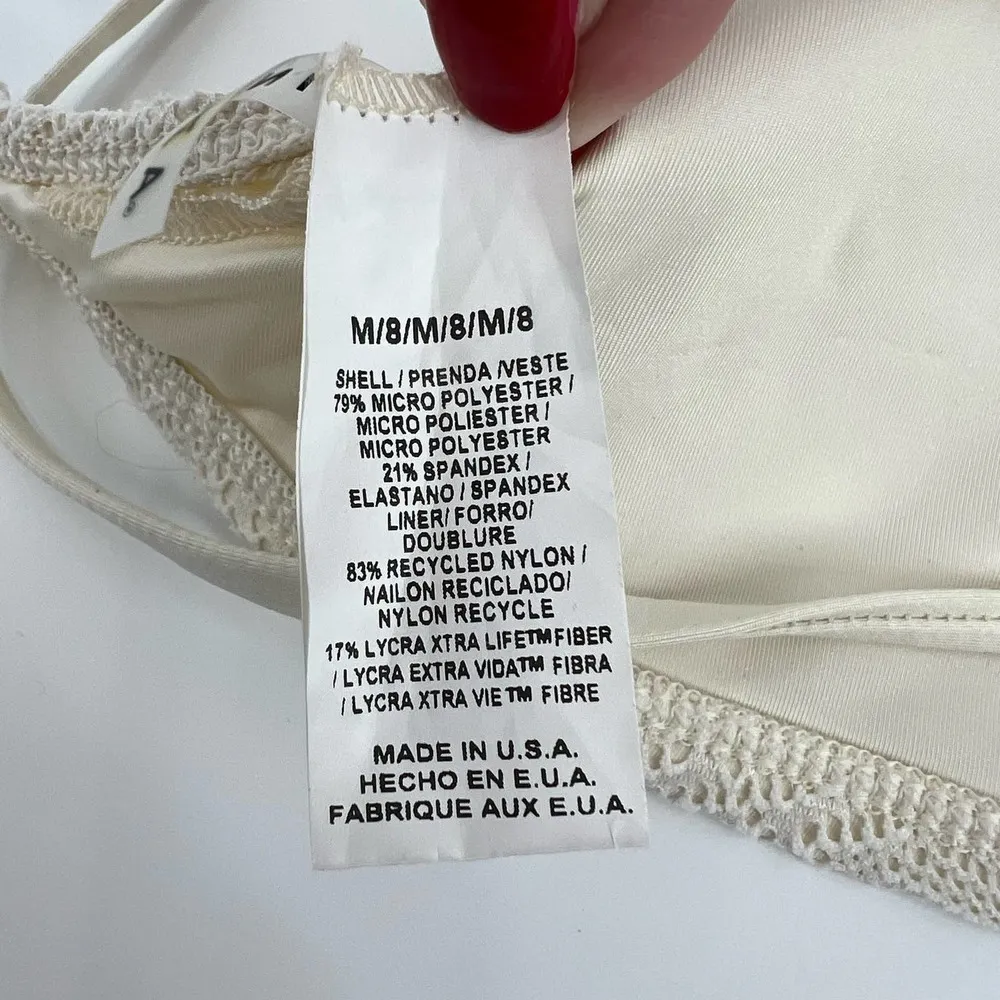 M/8/M/8/M/8
SHELL / PRENDA /VESTE
79% MICRO POLYESTER /
MICRO POLIESTER /
MICRO POLYESTER
21% SPANDEX /
ELASTANO / SPANDEX
LINER/ FORRO/
DOUBLURE
83% RECYCLED NYLON /
NAILON RECICLADO/
NYLON RECYCLE
17% LYCRA XTRA LIFE™FIBER
/ LYCRA EXTRA VIDA™ FIBRA
/ LYCRA XTRA VIE™ FIBRE
MADE IN U.S.A.
HECHO EN E.U.A.
FABRIQUE AUX E.U.A.